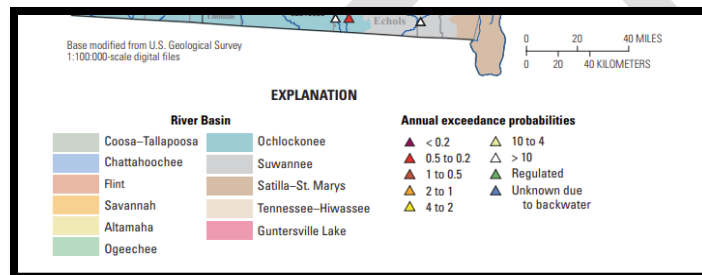 Thomas
Echols
Base modified from U.S. Geological Survey
1:100:000-scale digital files
0 20 40 MILES
0 20 40 KILOMETERS
EXPLANATION
River Basin
Coosa–Tallapoosa
Chattahoochee
Flint
Savannah
Altamaha
Ogeechee
Ochlockonee
Suwannee
Satilla–St. Marys
Tennessee–Hiwassee
Guntersville Lake
Annual exceedance probabilities
< 0.2
0.5 to 0.2
1 to 0.5
2 to 1
4 to 2
10 to 4
> 10
Regulated
Unknown due
to backwater